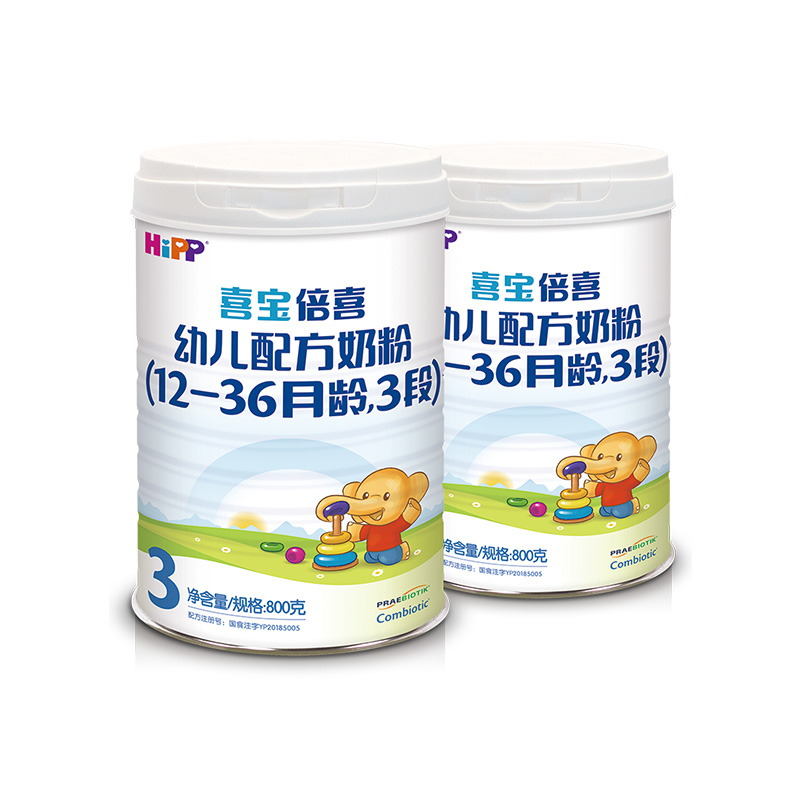 HiPP
喜宝倍喜
幼儿配方奶粉
(12-36月龄,3段)
3
净含量/规格:800克
配方注册号：国食注字YP20185005
PRAEBIOTIK
Combiotic
PP
喜宝倍喜
幼儿配方奶粉
-36月龄,3段)
净含量/规格:800克
注册号：国食注字YP20185005
PRAEBIOTIK
Combiotic